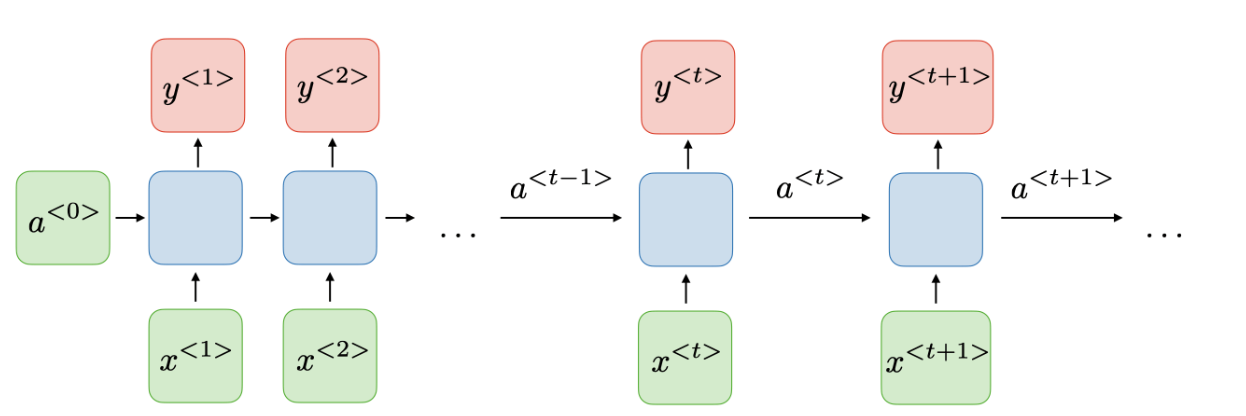 y^{<1>} y^{<2>} y^{<t>} y^{<t+1>}
a^{<0>} ... a^{<t−1>} a^{<t>} a^{<t+1>} ...
x^{<1>} x^{<2>} x^{<t>} x^{<t+1>}